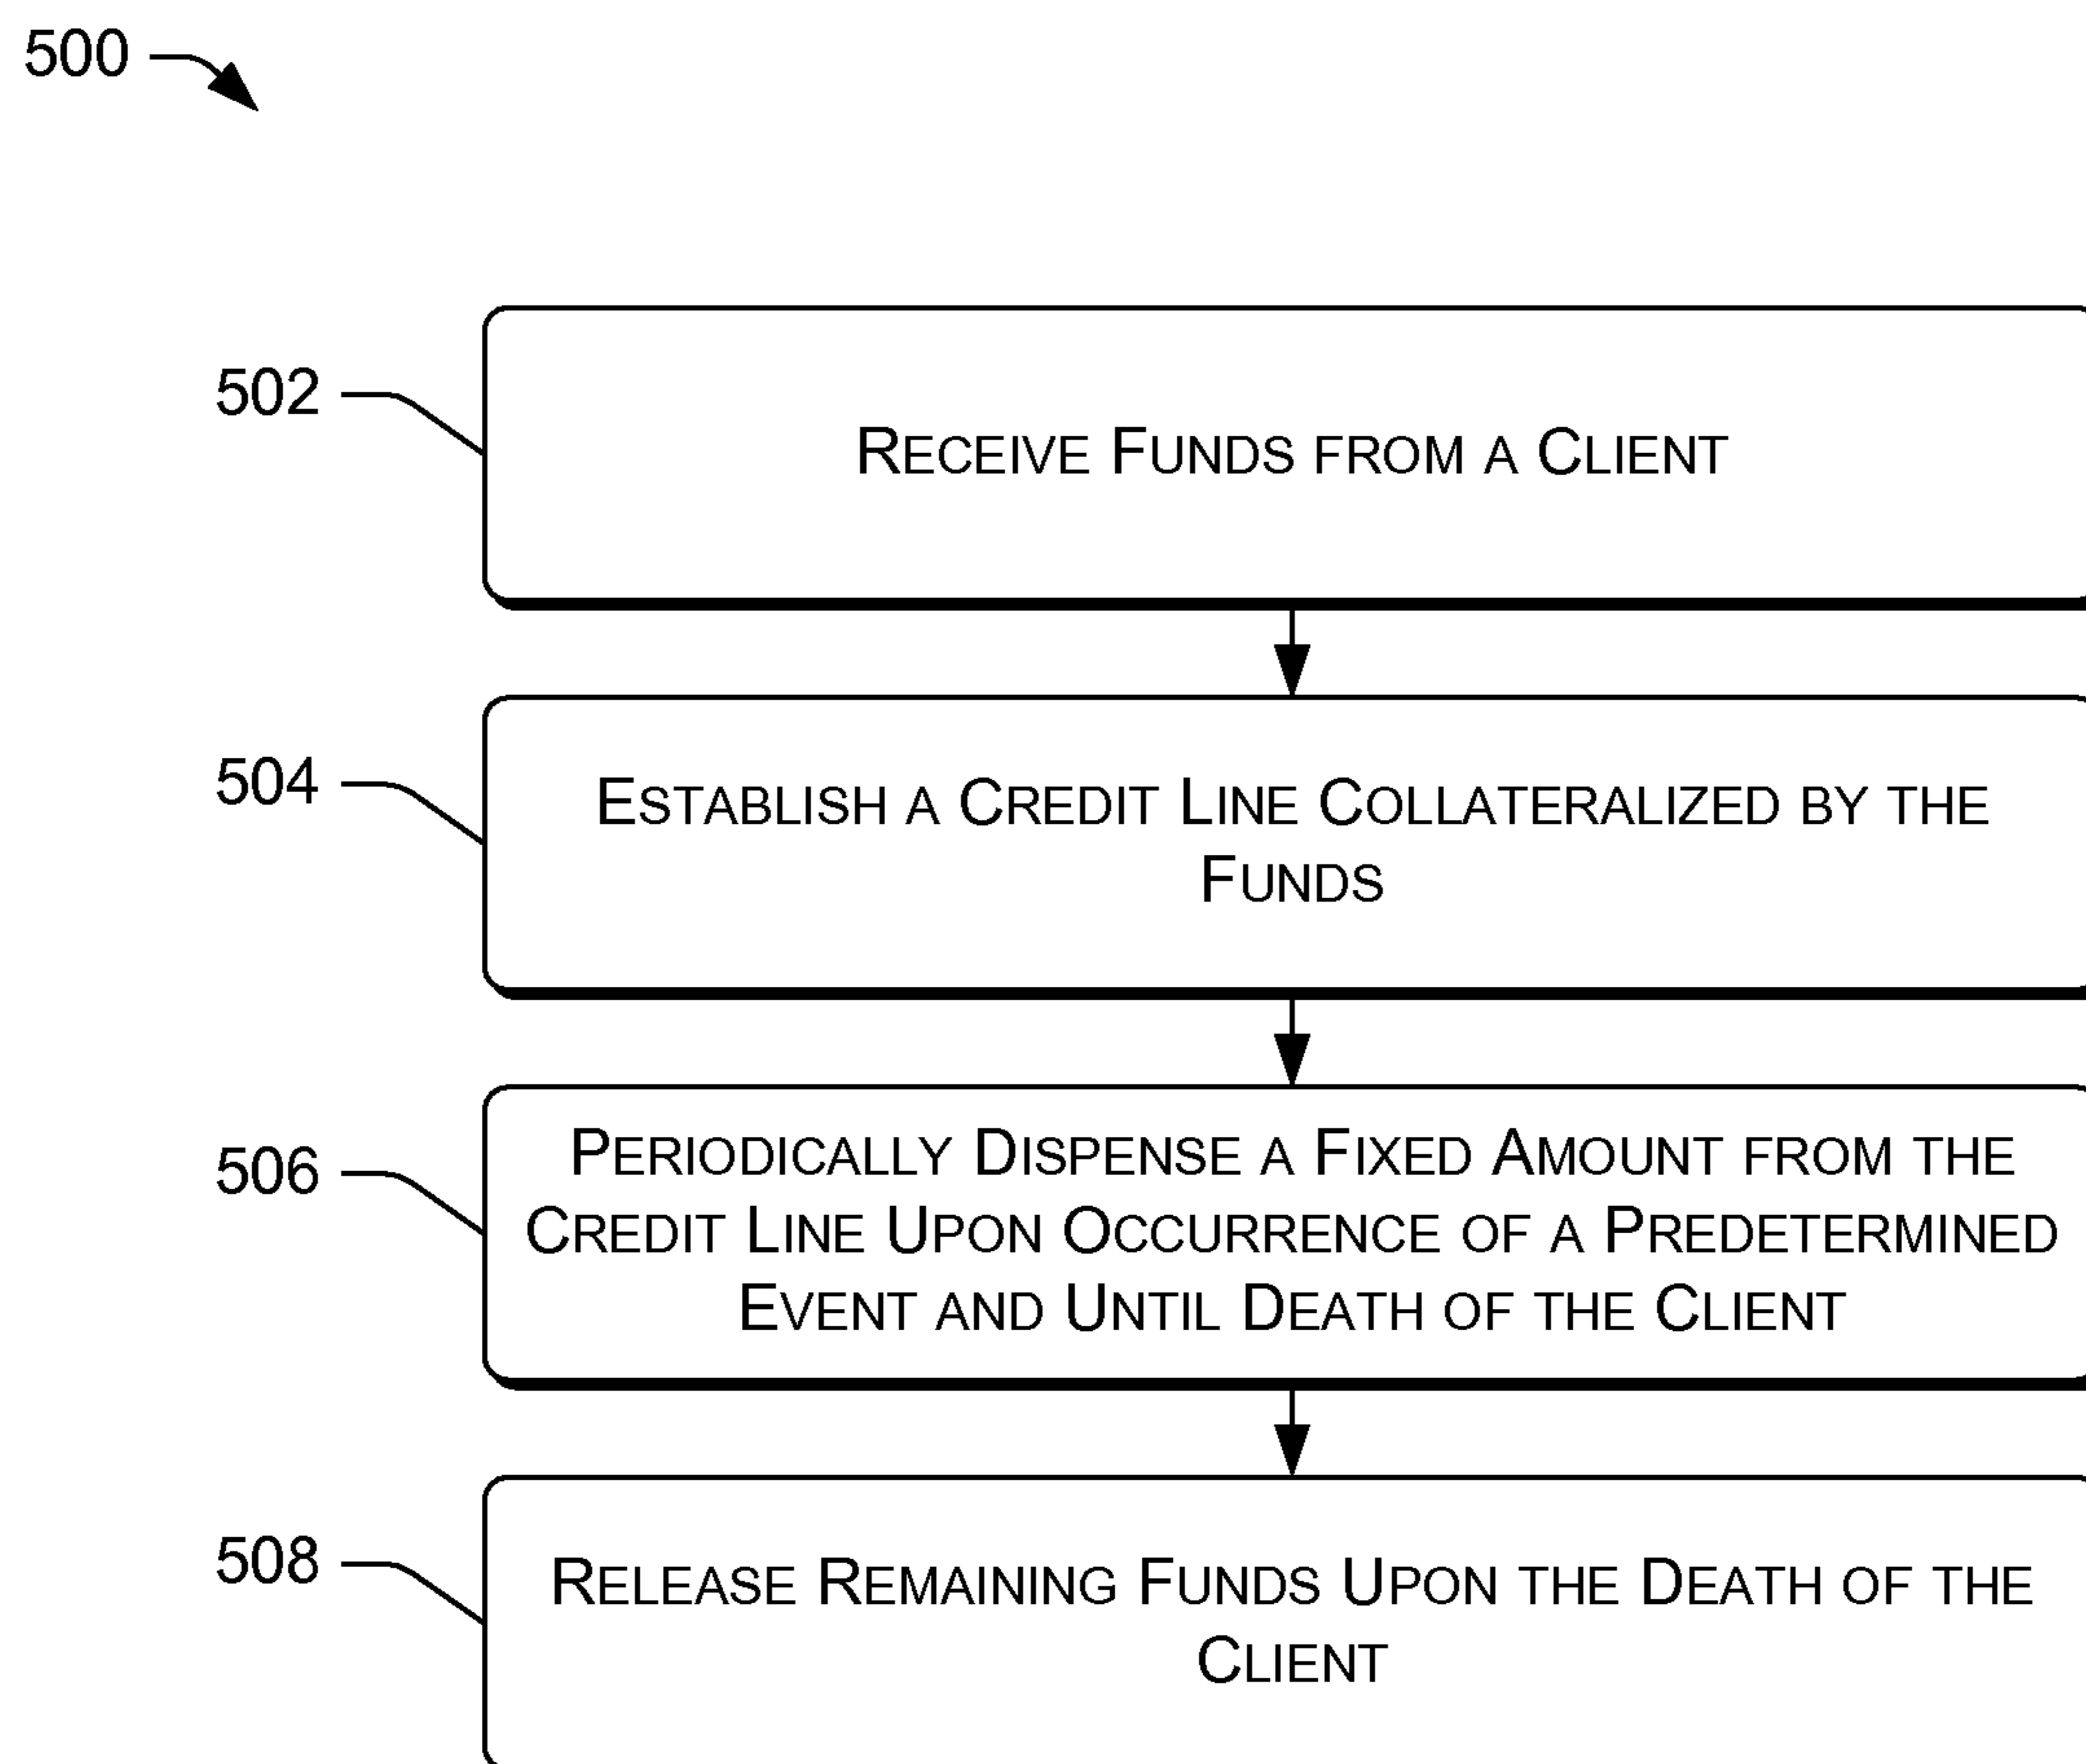 500
502
RECEIVE FUNDS FROM A CLIENT
504
ESTABLISH A CREDIT LINE COLLATERALIZED BY THE
FUNDS
506
PERIODICALLY DISPENSE A FIXED AMOUNT FROM THE
CREDIT LINE UPON OCCURRENCE OF A PREDETERMINED
EVENT AND UNTIL DEATH OF THE CLIENT
508
RELEASE REMAINING FUNDS UPON THE DEATH OF THE
CLIENT